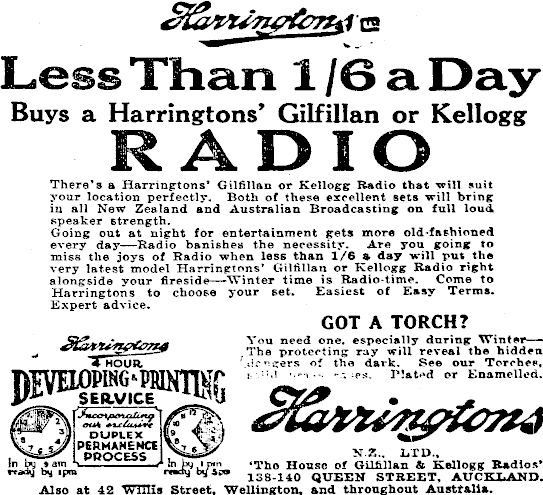 Harringtons LTD
Less Than 1/6 a Day
Buys a Harringtons' Gilfillan or Kellogg
RADIO
There's a Harringtons' Gilfillan or Kellogg Radio that will suit
your location perfectly. Both of these excellent sets will bring
in all New Zealand and Australian Broadcasting on full loud
speaker strength.
Going out at night for entertainment gets more old-fashioned
every day—Radio banishes the necessity. Are you going to
miss the joys of Radio when less than 1/6 a day will put the
very latest model Harringtons' Gilfillan or Kellogg Radio right
alongside your fireside—Winter time is Radio-time. Come to
Harringtons to choose your set. Easiest of Easy Terms.
Expert advice.
Harringtons
4 HOUR
DEVELOPING & PRINTING
SERVICE
Incorporating
our exclusive
DUPLEX
PERMANENCE
PROCESS
In by 9 am
ready by 1pm
In by 1 pm
ready by 5pm
GOT A TORCH?
You need one, especially during Winter—
The protecting ray will reveal the hidden
dangers of the dark. See our Torches,
solid cases. Plated or Enamelled.
Harringtons
N.Z., LTD.,
'The House of Gilfillan & Kellogg Radios'
138-140 QUEEN STREET, AUCKLAND.
Also at 42 Willis Street, Wellington, and throughout Australia.